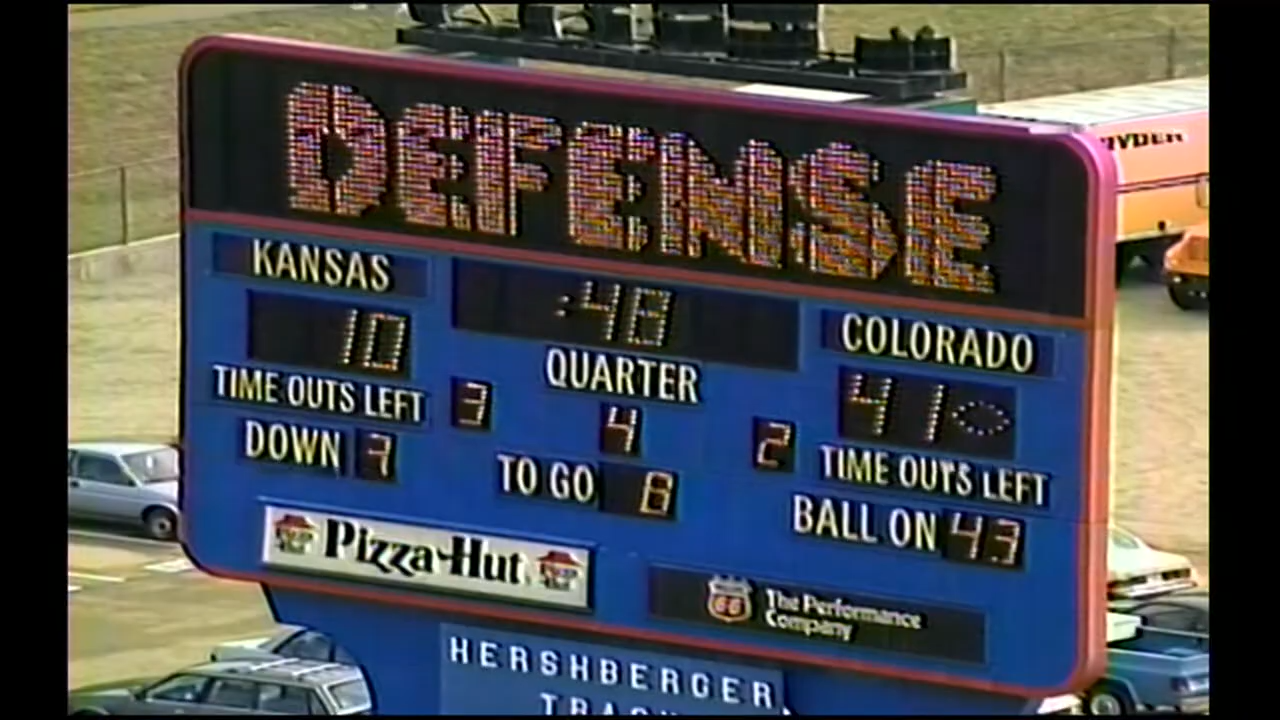 DEFENSE
RYDER
KANSAS
:48
COLORADO
10
QUARTER
41
TIME OUTS LEFT 3
4
2 TIME OUTS LEFT
DOWN
TO GO 8
BALL ON 43
Pizza Hut
66
The Performance
Company
HERSHBERGER